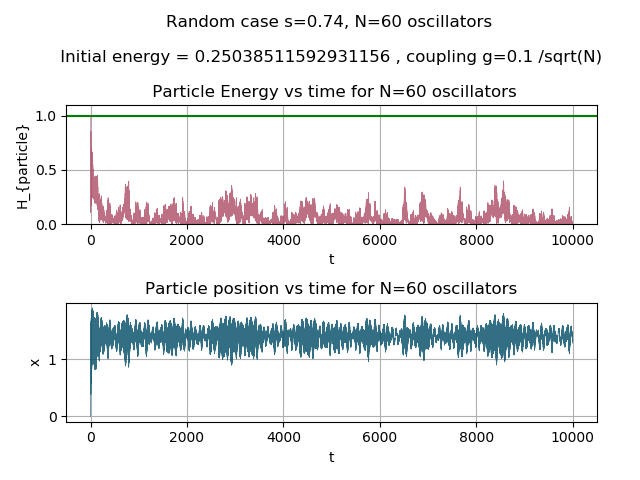 Random case s=0.74, N=60 oscillators
Initial energy = 0.25038511592931156 , coupling g=0.1 /sqrt(N)
Particle Energy vs time for N=60 oscillators
H_{particle}
1.0
0.5
0.0
0 2000 4000 6000 8000 10000
t
Particle position vs time for N=60 oscillators
x
1
0
0 2000 4000 6000 8000 10000
t